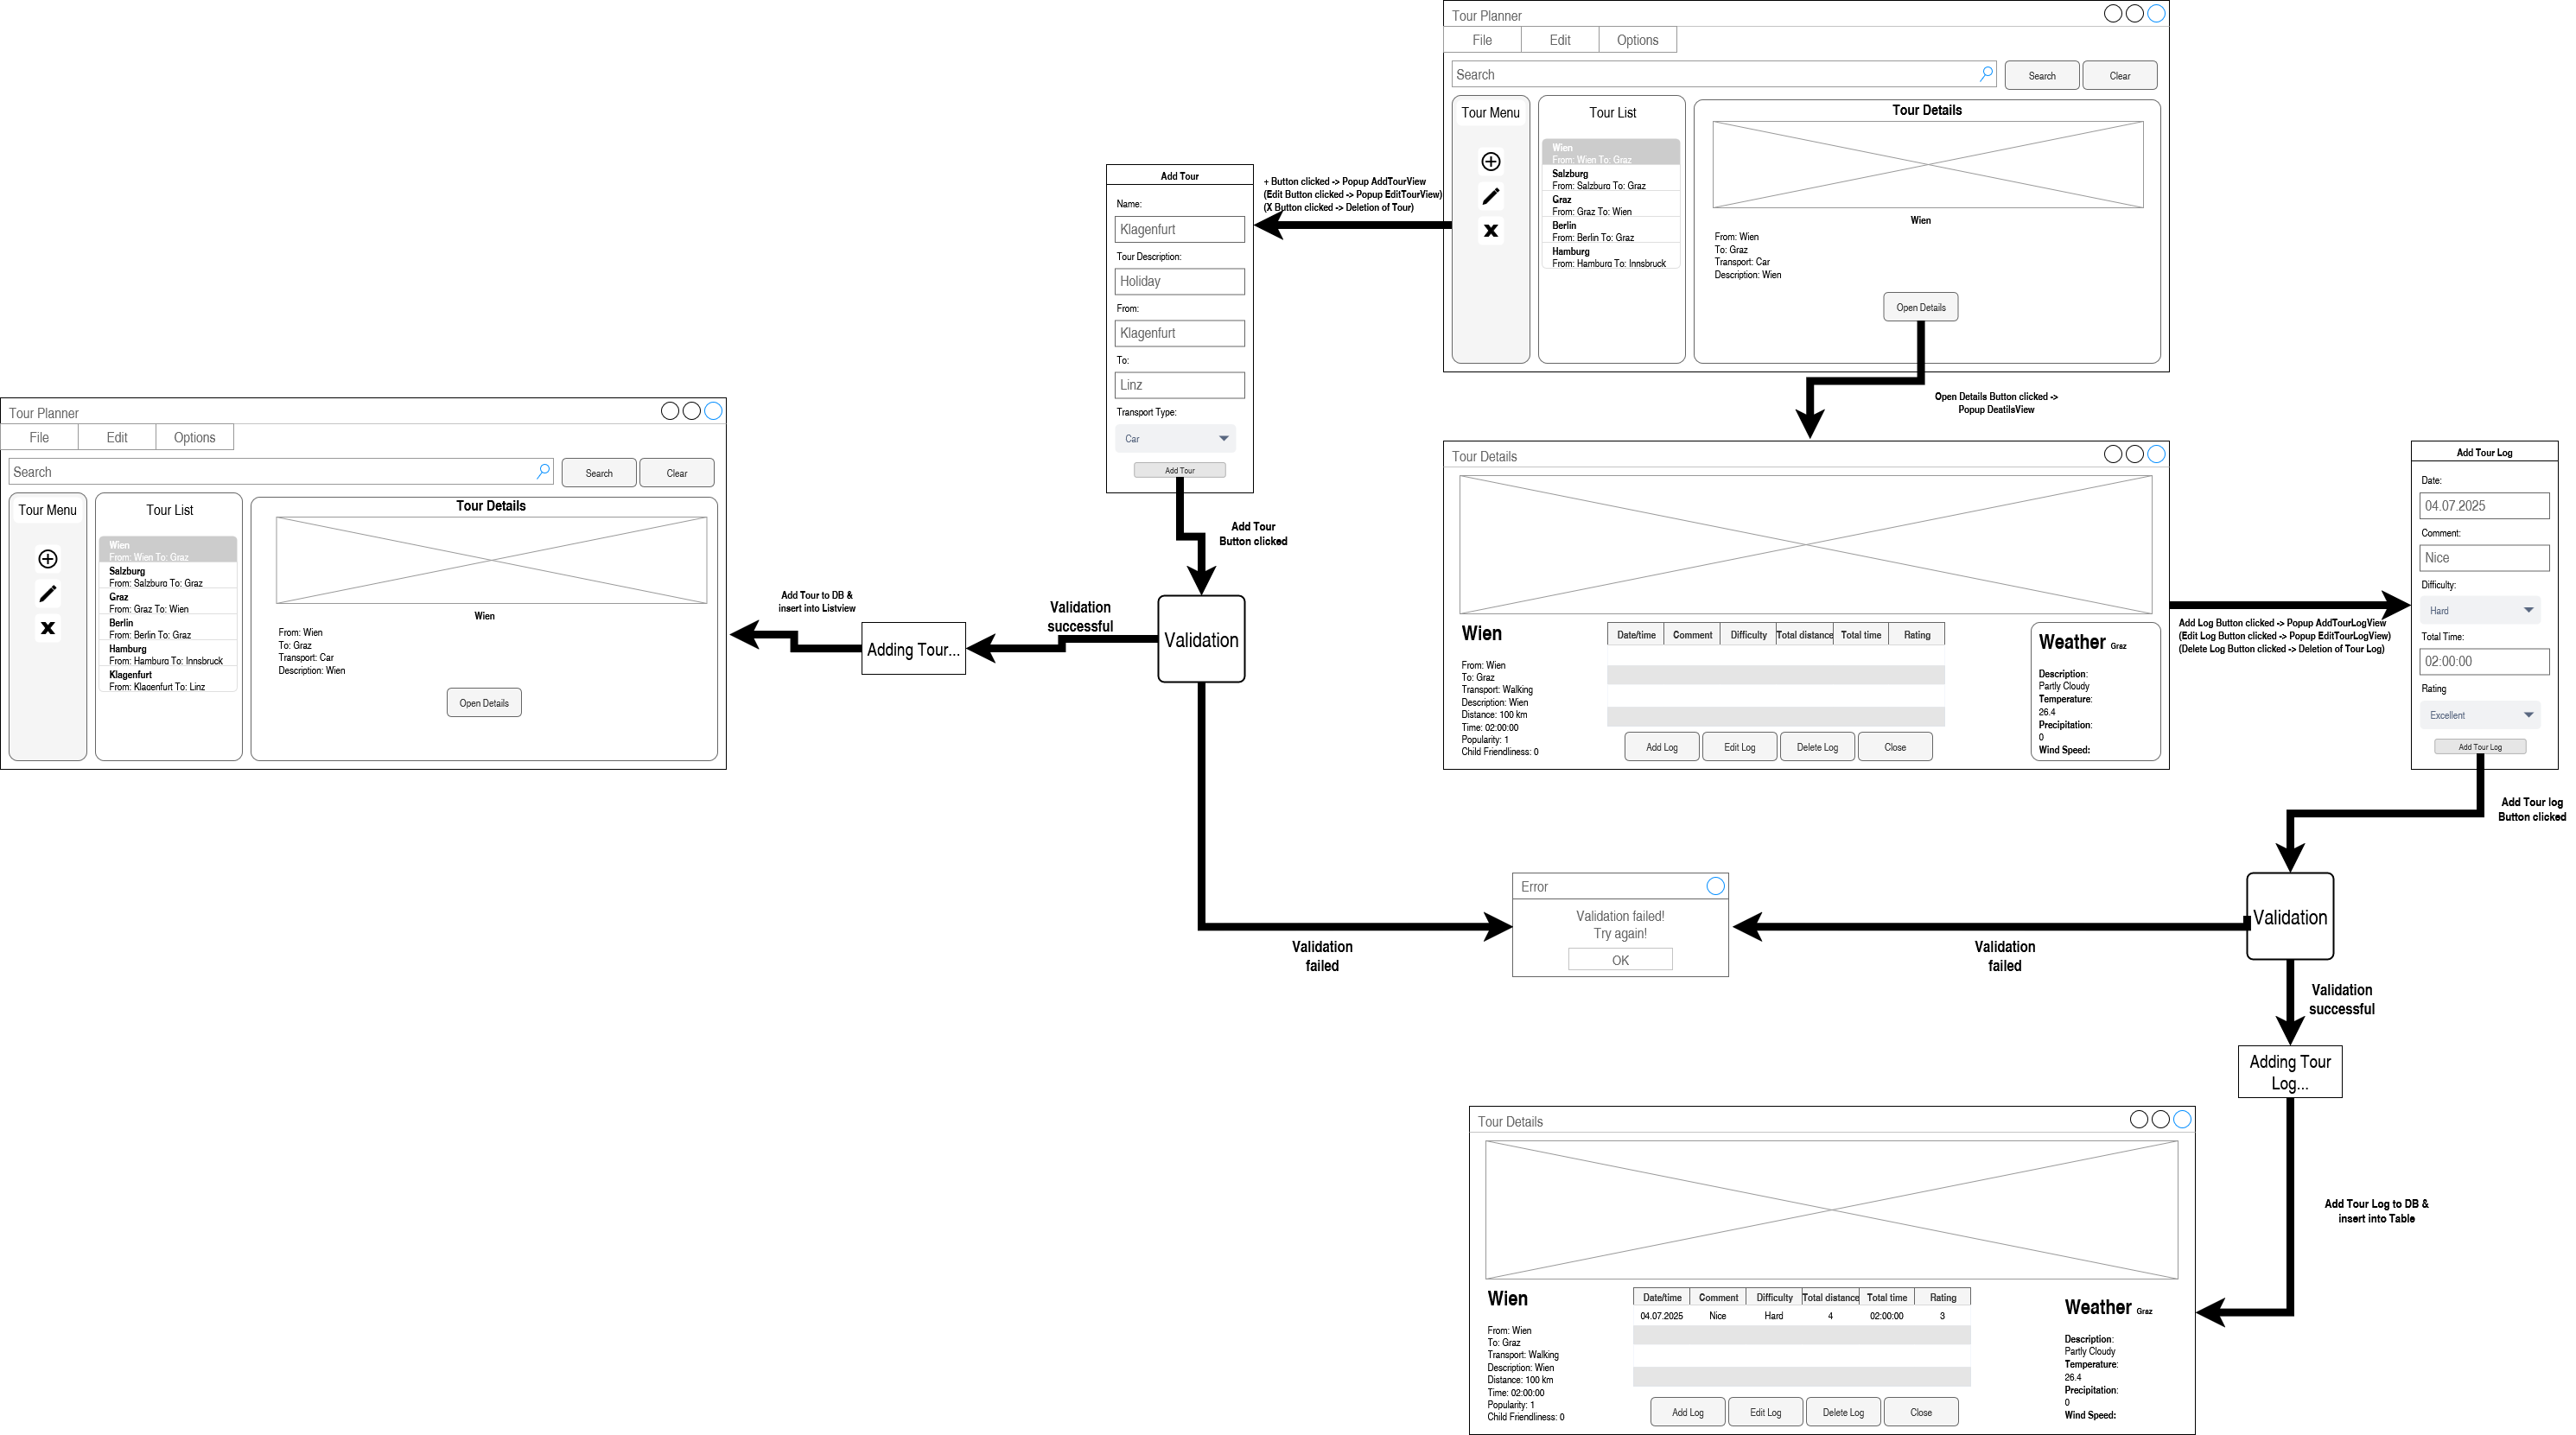 Tour Planner
File Edit Options
Search Search Clear
Tour Menu
Tour List
Wien
From: Wien To: Graz
Salzburg
From: Salzburg To: Graz
Graz
From: Graz To: Wien
Berlin
From: Berlin To: Graz
Hamburg
From: Hamburg To: Innsbruck
Tour Details
Wien
From: Wien
To: Graz
Transport: Car
Description: Wien
Open Details
+ Button clicked -> Popup AddTourView
(Edit Button clicked -> Popup EditTourView)
(X Button clicked -> Deletion of Tour)
Add Tour
Name:
Klagenfurt
Tour Description:
Holiday
From:
Klagenfurt
To:
Linz
Transport Type:
Car
Add Tour
Add Tour
Button clicked
Validation
Validation
successful
Adding Tour...
Add Tour to DB &
insert into Listview
Tour Planner
File Edit Options
Search Search Clear
Tour Menu
Tour List
Wien
From: Wien To: Graz
Salzburg
From: Salzburg To: Graz
Graz
From: Graz To: Wien
Berlin
From: Berlin To: Graz
Hamburg
From: Hamburg To: Innsbruck
Klagenfurt
From: Klagenfurt To: Linz
Tour Details
Wien
From: Wien
To: Graz
Transport: Car
Description: Wien
Open Details
Open Details Button clicked ->
Popup DeatilsView
Tour Details
Wien
From: Wien
To: Graz
Transport: Walking
Description: Wien
Distance: 100 km
Time: 02:00:00
Popularity: 1
Child Friendliness: 0
Date/time Comment Difficulty Total distance Total time Rating
Add Log Edit Log Delete Log Close
Weather Graz
Description:
Partly Cloudy
Temperature:
26.4
Precipitation:
0
Wind Speed:
Add Log Button clicked -> Popup AddTourLogView
(Edit Log Button clicked -> Popup EditTourLogView)
(Delete Log Button clicked -> Deletion of Tour Log)
Add Tour Log
Date:
04.07.2025
Comment:
Nice
Difficulty:
Hard
Total Time:
02:00:00
Rating
Excellent
Add Tour Log
Add Tour log
Button clicked
Validation
Validation
failed
Error
Validation failed!
Try again!
OK
Validation
failed
Validation
successful
Adding Tour
Log...
Add Tour Log to DB &
insert into Table
Tour Details
Wien
From: Wien
To: Graz
Transport: Walking
Description: Wien
Distance: 100 km
Time: 02:00:00
Popularity: 1
Child Friendliness: 0
Date/time Comment Difficulty Total distance Total time Rating
04.07.2025 Nice Hard 4 02:00:00 3
Add Log Edit Log Delete Log Close
Weather Graz
Description:
Partly Cloudy
Temperature:
26.4
Precipitation:
0
Wind Speed: